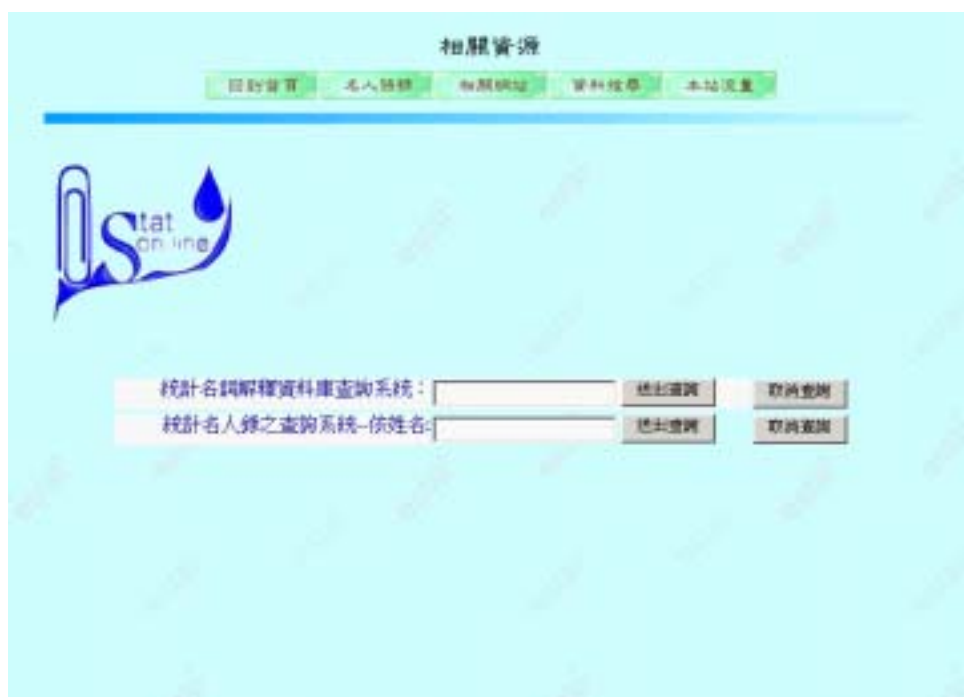 相關資源
回到首頁 名人語錄 相關網站 資料搜尋 本站流量
Stat
on line
統計名詞解釋資料庫查詢系統： 送出查詢 取消查詢
統計名人錄之查詢系統--依姓名: 送出查詢 取消查詢